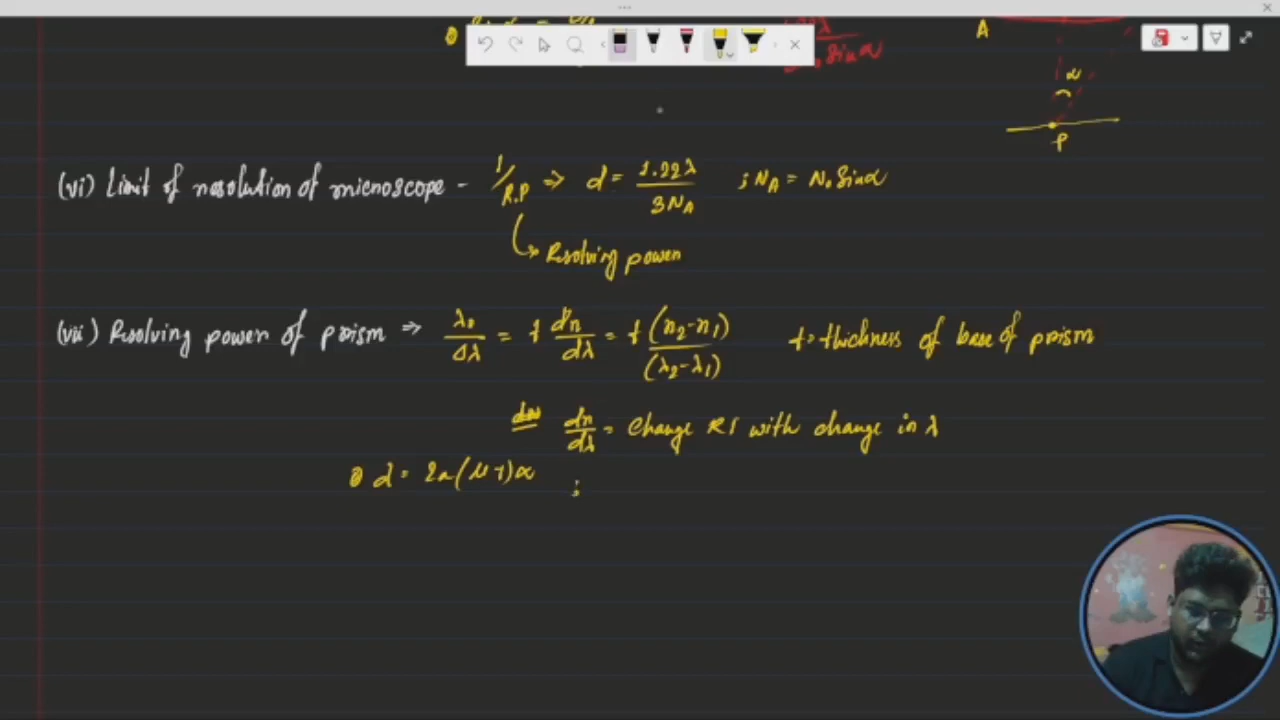 A
α
P
(vi) Limit of resolution of microscope - 1/R.P ⇒ d = 1.22λ / 3NA ; NA = N₀ Sinα
Resolving power
(vii) Resolving power of prism ⇒ λ₀/Δλ = t dn/dλ = t (n₂-n₁)/(λ₂-λ₁) t → thickness of base of prism
dn/dλ = Change RI with change in λ
d = 2a(μ-1)α ;